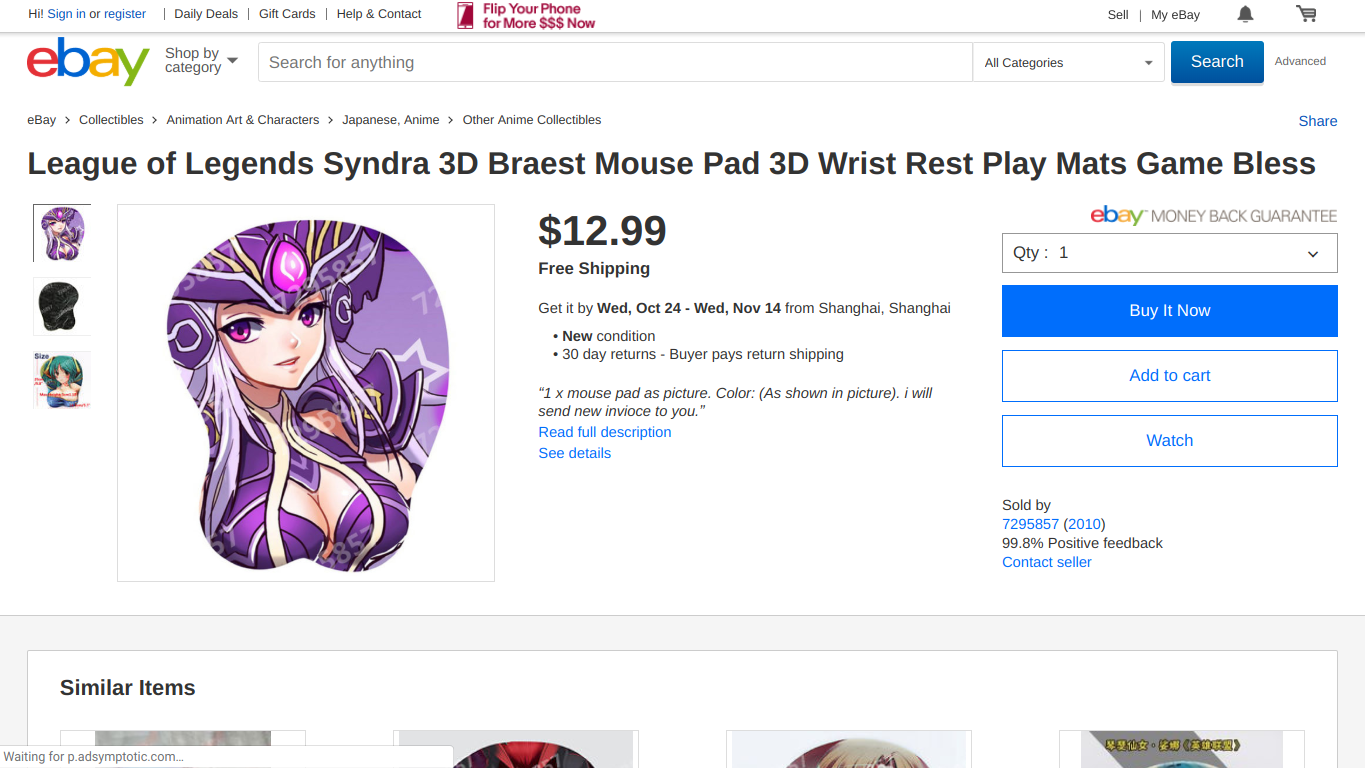 Hi! Sign in or register | Daily Deals | Gift Cards | Help & Contact
Flip Your Phone
for More $$$ Now
Sell | My eBay
ebay
Shop by
category
Search for anything
All Categories
Search
Advanced
eBay > Collectibles > Animation Art & Characters > Japanese, Anime > Other Anime Collectibles
Share
League of Legends Syndra 3D Braest Mouse Pad 3D Wrist Rest Play Mats Game Bless
Size
7295857
7295857
7295857
$12.99
Free Shipping
Get it by Wed, Oct 24 - Wed, Nov 14 from Shanghai, Shanghai
• New condition
• 30 day returns - Buyer pays return shipping
“1 x mouse pad as picture. Color: (As shown in picture). i will
send new invioce to you.”
Read full description
See details
ebay MONEY BACK GUARANTEE
Qty : 1
Buy It Now
Add to cart
Watch
Sold by
7295857 (2010)
99.8% Positive feedback
Contact seller
Similar Items
琴瑟仙女·娑娜《英雄联盟》
Waiting for p.adsymptotic.com...